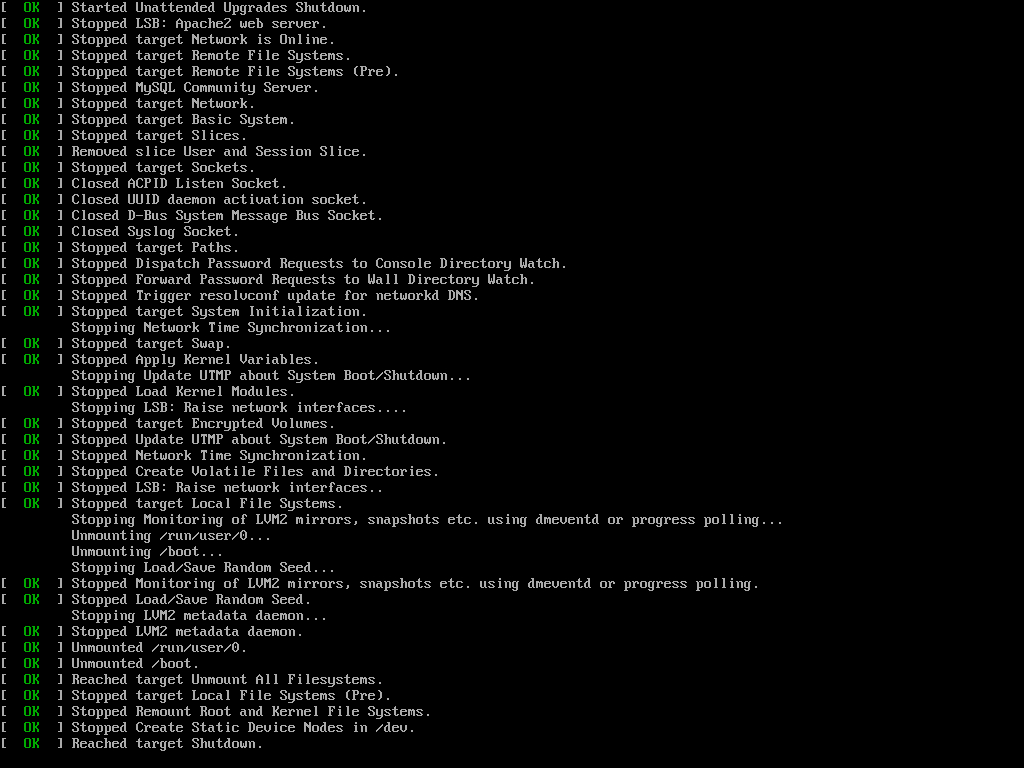 [  OK  ] Started Unattended Upgrades Shutdown.
[  OK  ] Stopped LSB: Apache2 web server.
[  OK  ] Stopped target Network is Online.
[  OK  ] Stopped target Remote File Systems.
[  OK  ] Stopped target Remote File Systems (Pre).
[  OK  ] Stopped MySQL Community Server.
[  OK  ] Stopped target Network.
[  OK  ] Stopped target Basic System.
[  OK  ] Stopped target Slices.
[  OK  ] Removed slice User and Session Slice.
[  OK  ] Stopped target Sockets.
[  OK  ] Closed ACPID Listen Socket.
[  OK  ] Closed UUID daemon activation socket.
[  OK  ] Closed D-Bus System Message Bus Socket.
[  OK  ] Closed Syslog Socket.
[  OK  ] Stopped target Paths.
[  OK  ] Stopped Dispatch Password Requests to Console Directory Watch.
[  OK  ] Stopped Forward Password Requests to Wall Directory Watch.
[  OK  ] Stopped Trigger resolvconf update for networkd DNS.
[  OK  ] Stopped target System Initialization.
         Stopping Network Time Synchronization...
[  OK  ] Stopped target Swap.
[  OK  ] Stopped Apply Kernel Variables.
         Stopping Update UTMP about System Boot/Shutdown...
[  OK  ] Stopped Load Kernel Modules.
         Stopping LSB: Raise network interfaces....
[  OK  ] Stopped target Encrypted Volumes.
[  OK  ] Stopped Update UTMP about System Boot/Shutdown.
[  OK  ] Stopped Network Time Synchronization.
[  OK  ] Stopped Create Volatile Files and Directories.
[  OK  ] Stopped LSB: Raise network interfaces..
[  OK  ] Stopped target Local File Systems.
         Stopping Monitoring of LVM2 mirrors, snapshots etc. using dmeventd or progress polling...
         Unmounting /run/user/0...
         Unmounting /boot...
         Stopping Load/Save Random Seed...
[  OK  ] Stopped Monitoring of LVM2 mirrors, snapshots etc. using dmeventd or progress polling.
[  OK  ] Stopped Load/Save Random Seed.
         Stopping LVM2 metadata daemon...
[  OK  ] Stopped LVM2 metadata daemon.
[  OK  ] Unmounted /run/user/0.
[  OK  ] Unmounted /boot.
[  OK  ] Reached target Unmount All Filesystems.
[  OK  ] Stopped target Local File Systems (Pre).
[  OK  ] Stopped Remount Root and Kernel File Systems.
[  OK  ] Stopped Create Static Device Nodes in /dev.
[  OK  ] Reached target Shutdown.